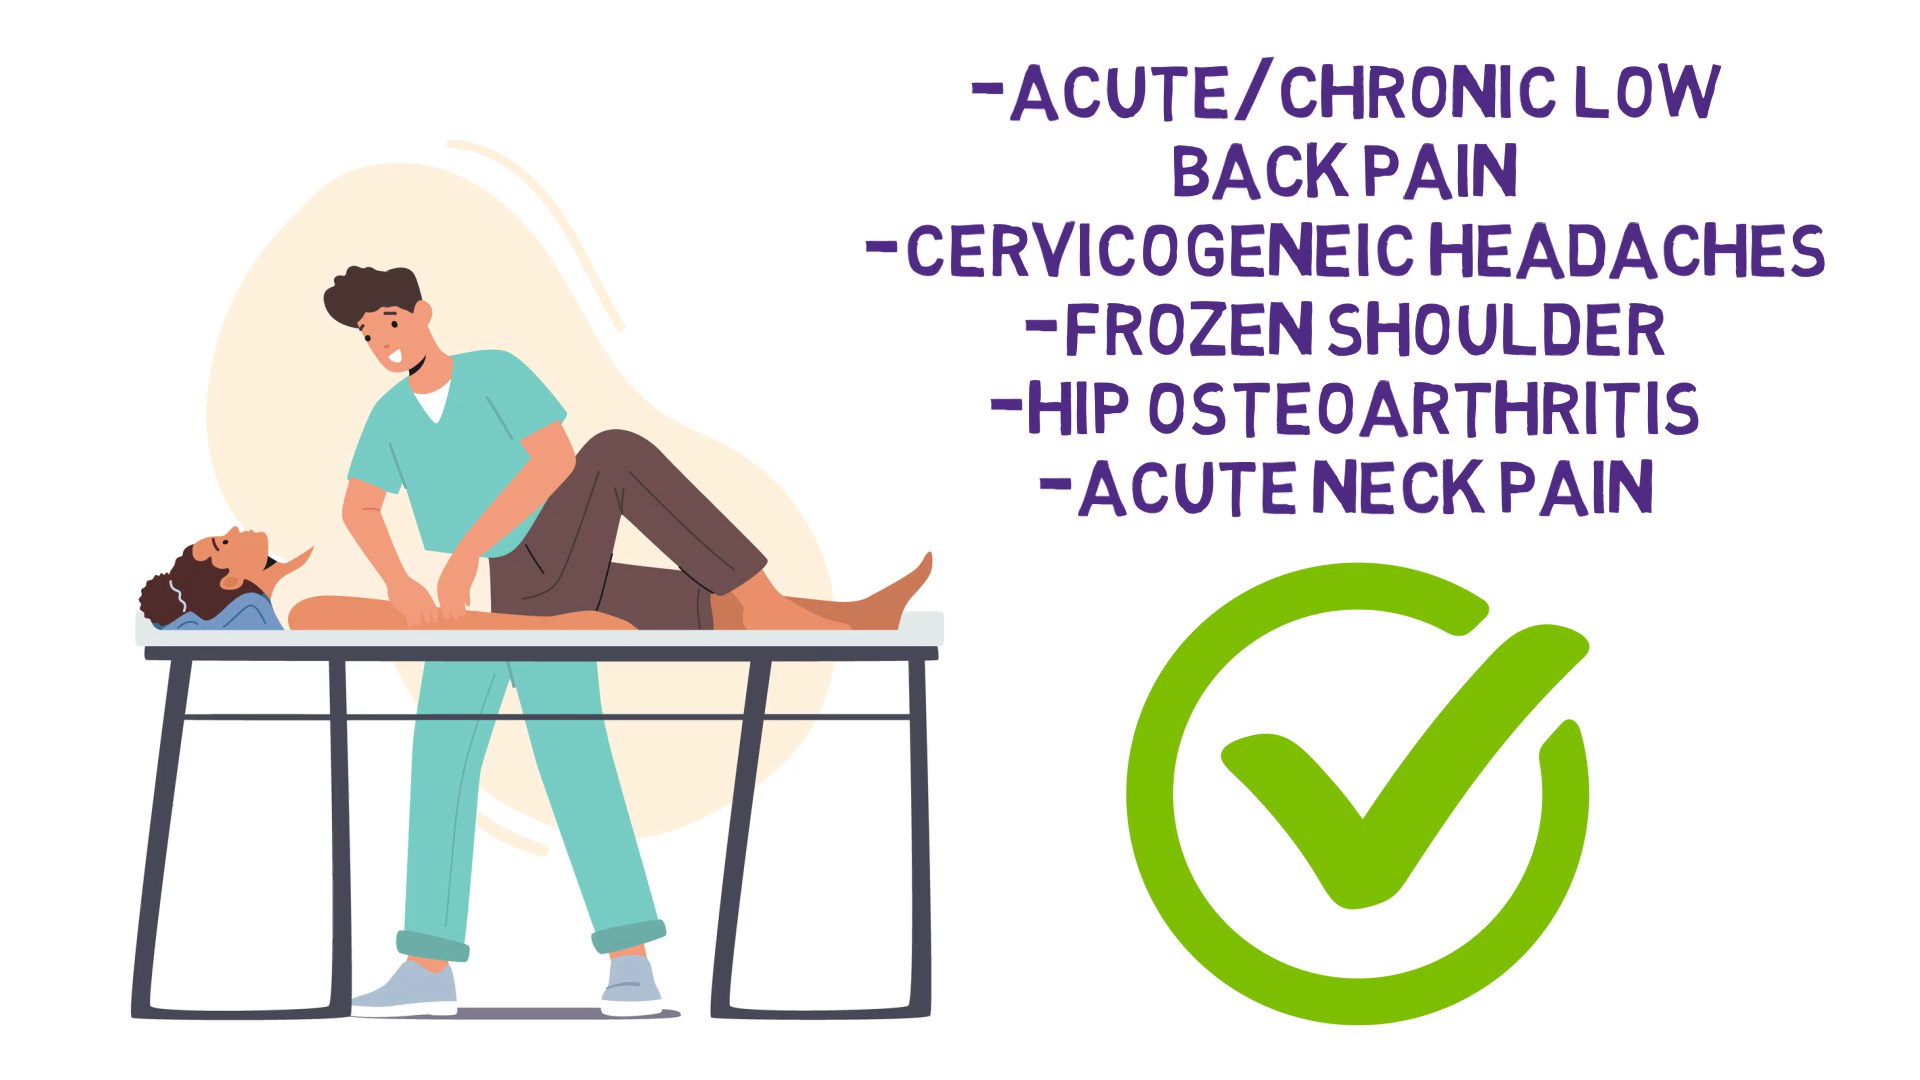 -ACUTE/CHRONIC LOW
BACK PAIN
-CERVICOGENEIC HEADACHES
-FROZEN SHOULDER
-HIP OSTEOARTHRITIS
-ACUTE NECK PAIN